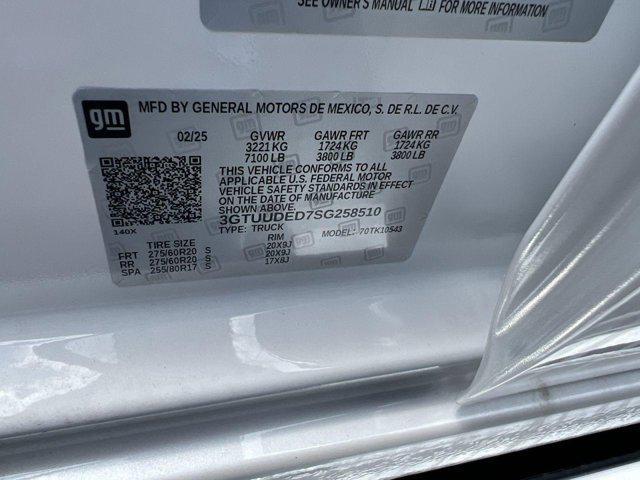 SEE OWNER'S MANUAL FOR MORE INFORMATION
gm
MFD BY GENERAL MOTORS DE MEXICO, S. DE R.L. DE C.V.
02/25 GVWR GAWR FRT GAWR RR
3221 KG 1724 KG 1724 KG
7100 LB 3800 LB 3800 LB
THIS VEHICLE CONFORMS TO ALL
APPLICABLE U.S. FEDERAL MOTOR
VEHICLE SAFETY STANDARDS IN EFFECT
ON THE DATE OF MANUFACTURE
SHOWN ABOVE.
3GTUUDED7SG258510
140X TYPE: TRUCK MODEL: 70TK10543
TIRE SIZE RIM
FRT 275/60R20 S 20X9J
RR 275/60R20 S 20X9J
SPA 255/80R17 S 17X8J